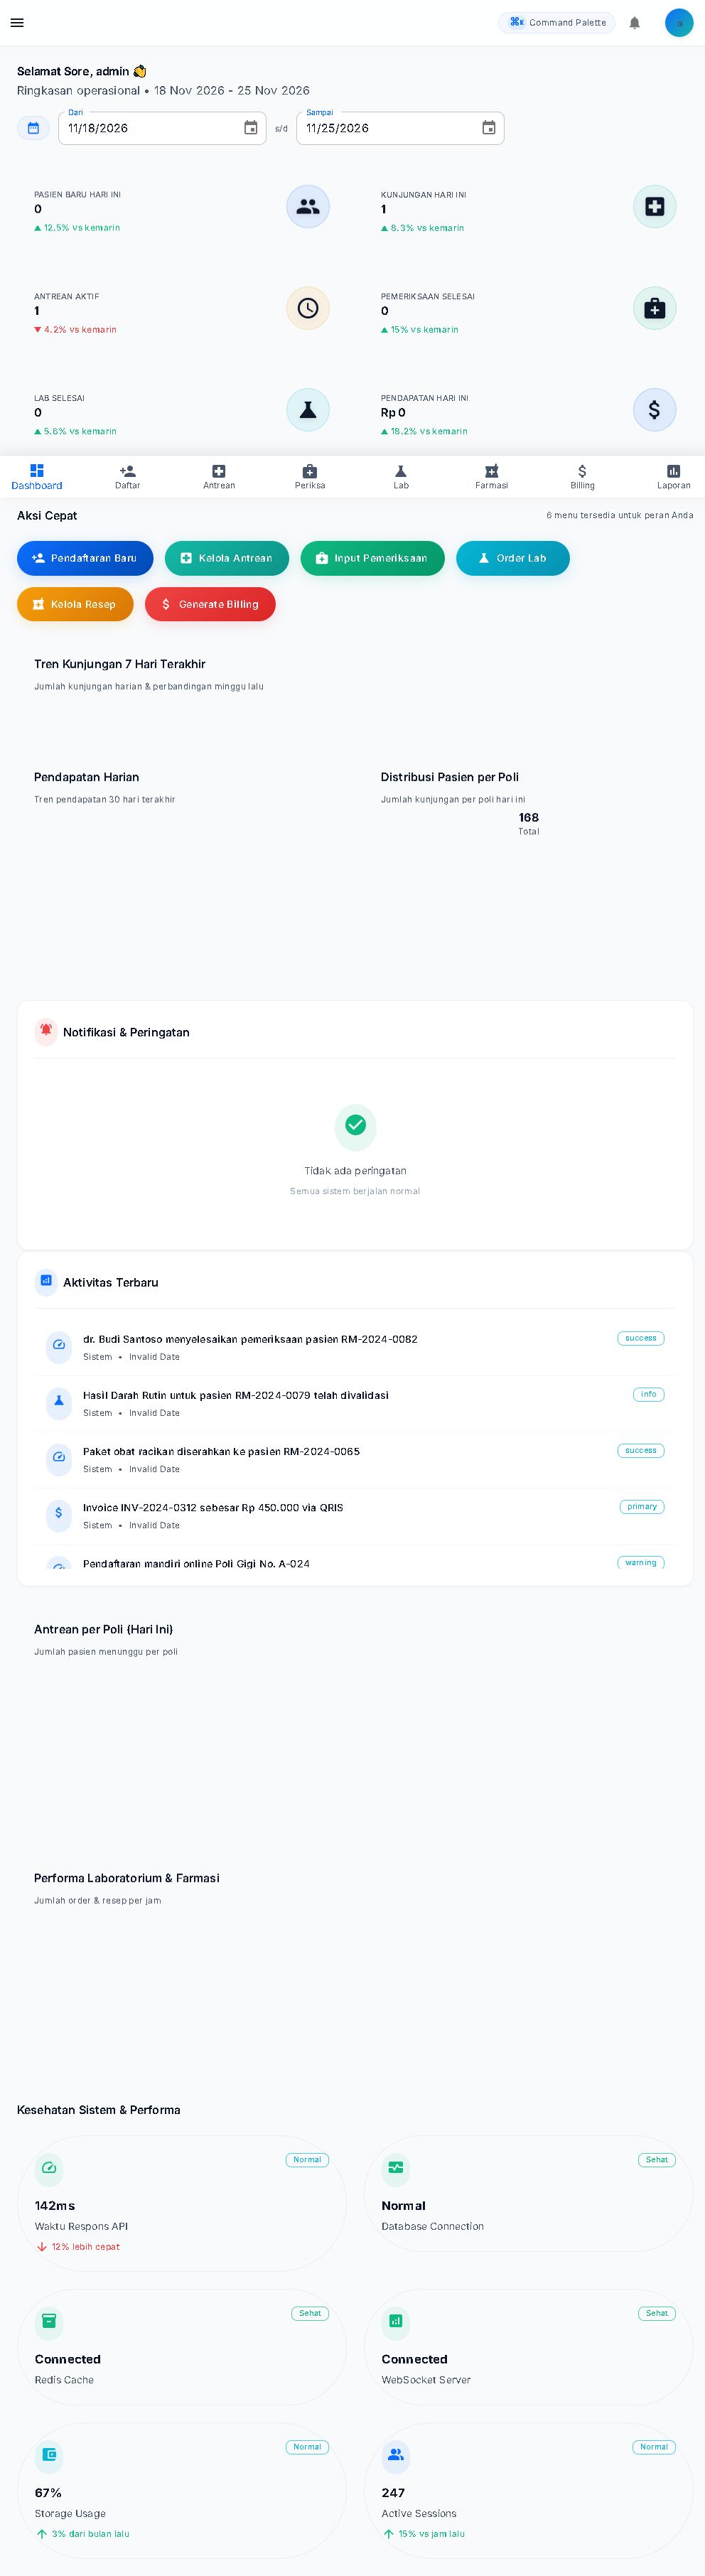 ⌘K Command Palette
a
Selamat Sore, admin 👏
Ringkasan operasional • 18 Nov 2026 - 25 Nov 2026
Dari
11/18/2026
s/d
Sampai
11/25/2026
PASIEN BARU HARI INI
0
▲ 12.5% vs kemarin
KUNJUNGAN HARI INI
1
▲ 8.3% vs kemarin
ANTREAN AKTIF
1
▼ 4.2% vs kemarin
PEMERIKSAAN SELESAI
0
▲ 15% vs kemarin
LAB SELESAI
0
▲ 5.6% vs kemarin
PENDAPATAN HARI INI
Rp 0
▲ 18.2% vs kemarin
Dashboard
Daftar
Antrean
Periksa
Lab
Farmasi
Billing
Laporan
Aksi Cepat
6 menu tersedia untuk peran Anda
Pendaftaran Baru
Kelola Antrean
Input Pemeriksaan
Order Lab
Kelola Resep
Generate Billing
Tren Kunjungan 7 Hari Terakhir
Jumlah kunjungan harian & perbandingan minggu lalu
Pendapatan Harian
Tren pendapatan 30 hari terakhir
Distribusi Pasien per Poli
Jumlah kunjungan per poli hari ini
168
Total
Notifikasi & Peringatan
Tidak ada peringatan
Semua sistem berjalan normal
Aktivitas Terbaru
dr. Budi Santoso menyelesaikan pemeriksaan pasien RM-2024-0082
success
Sistem • Invalid Date
Hasil Darah Rutin untuk pasien RM-2024-0079 telah divalidasi
info
Sistem • Invalid Date
Paket obat racikan diserahkan ke pasien RM-2024-0065
success
Sistem • Invalid Date
Invoice INV-2024-0312 sebesar Rp 450.000 via QRIS
primary
Sistem • Invalid Date
Pendaftaran mandiri online Poli Gigi No. A-024
warning
Antrean per Poli (Hari Ini)
Jumlah pasien menunggu per poli
Performa Laboratorium & Farmasi
Jumlah order & resep per jam
Kesehatan Sistem & Performa
Normal
142ms
Waktu Respons API
↓ 12% lebih cepat
Sehat
Normal
Database Connection
Sehat
Connected
Redis Cache
Sehat
Connected
WebSocket Server
Normal
67%
Storage Usage
↑ 3% dari bulan lalu
Normal
247
Active Sessions
↑ 15% vs jam lalu